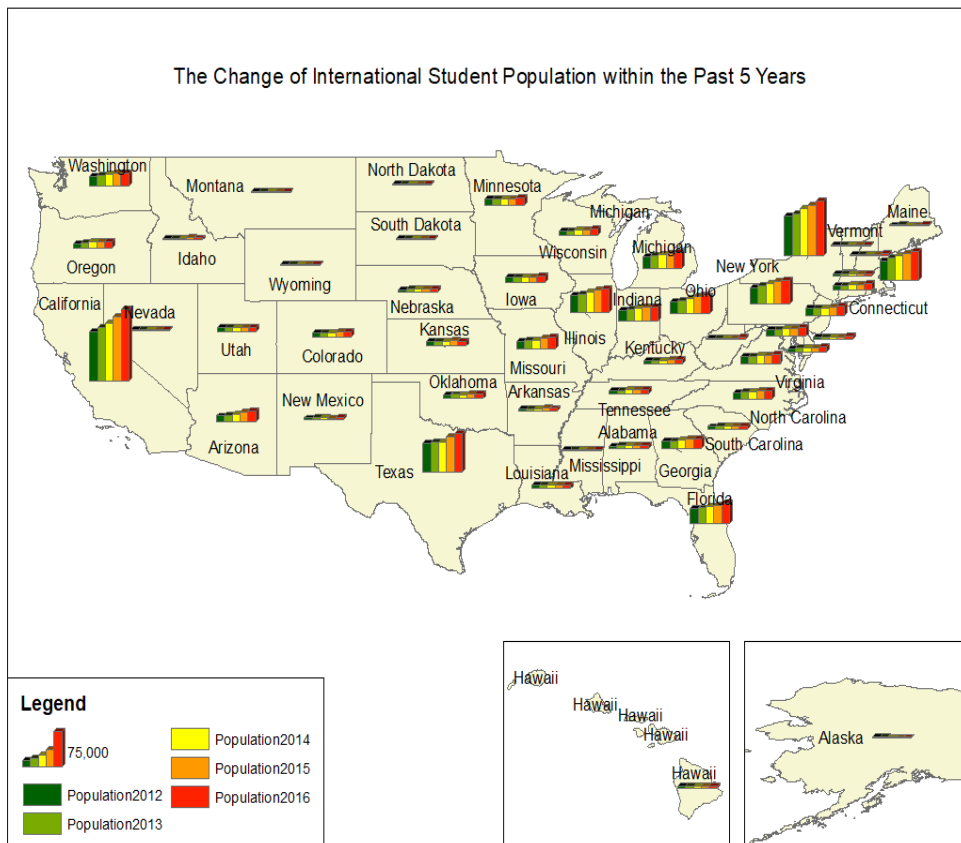 The Change of International Student Population within the Past 5 Years
Washington
Montana
North Dakota
Minnesota
Michigan
Maine
Vermont
Oregon
Idaho
South Dakota
Wisconsin
Michigan
New York
Wyoming
California
Nevada
Nebraska
Iowa
Illinois
Indiana
Ohio
Connecticut
Utah
Colorado
Kansas
Missouri
Kentucky
Virginia
Arizona
New Mexico
Oklahoma
Arkansas
Tennessee
North Carolina
Texas
Louisiana
Mississippi
Alabama
Georgia
South Carolina
Florida
Hawaii
Hawaii
Hawaii
Hawaii
Hawaii
Alaska
Legend
75,000
Population2012
Population2013
Population2014
Population2015
Population2016